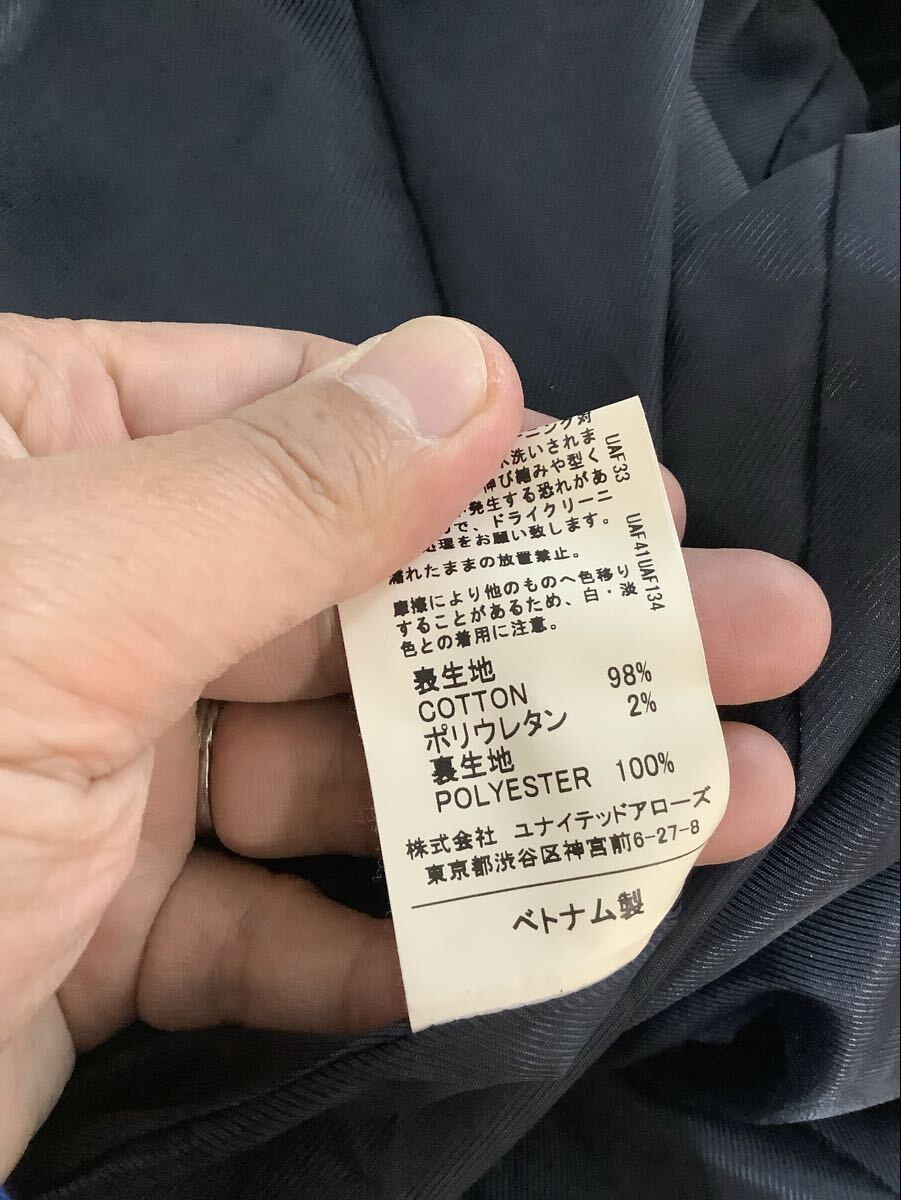 ーニング対
水洗いされま
伸び縮みや型く
発生する恐れがあ
で、ドライクリーニ
処理をお願い致します。
濡れたままの放置禁止。
摩擦により他のものへ色移り
することがあるため、白・淡
色との着用に注意。
UAF33
UAF41UAF134
表生地
COTTON 98%
ポリウレタン 2%
裏生地
POLYESTER 100%
株式会社 ユナイテッドアローズ
東京都渋谷区神宮前6-27-8
ベトナム製